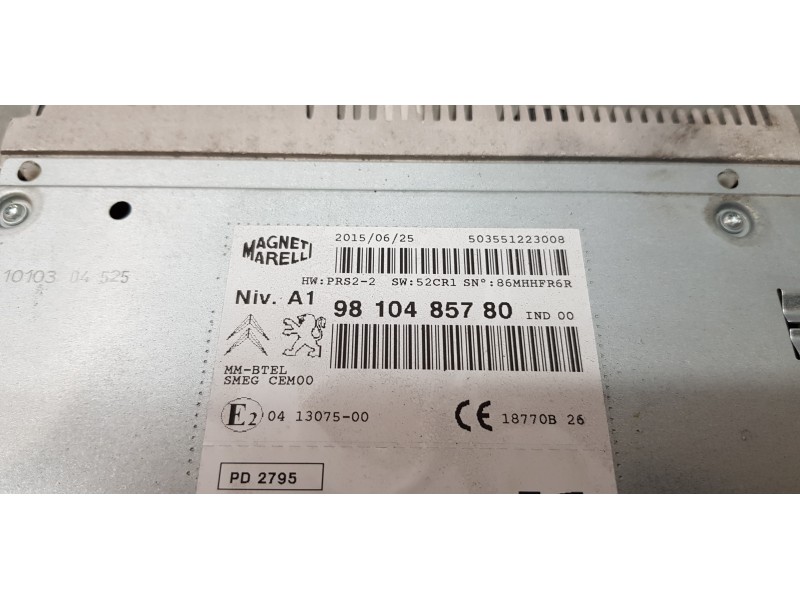 MAGNETI
MARELLI
2015/06/25 503551223008
HW:PRS2-2 SW:52CR1 SN°:86MHHFR6R
Niv. A1 98 104 857 80 IND 00
MM-BTEL
SMEG CEM00
E2 04 13075-00 CE 18770B 26
PD 2795
10103 04 525